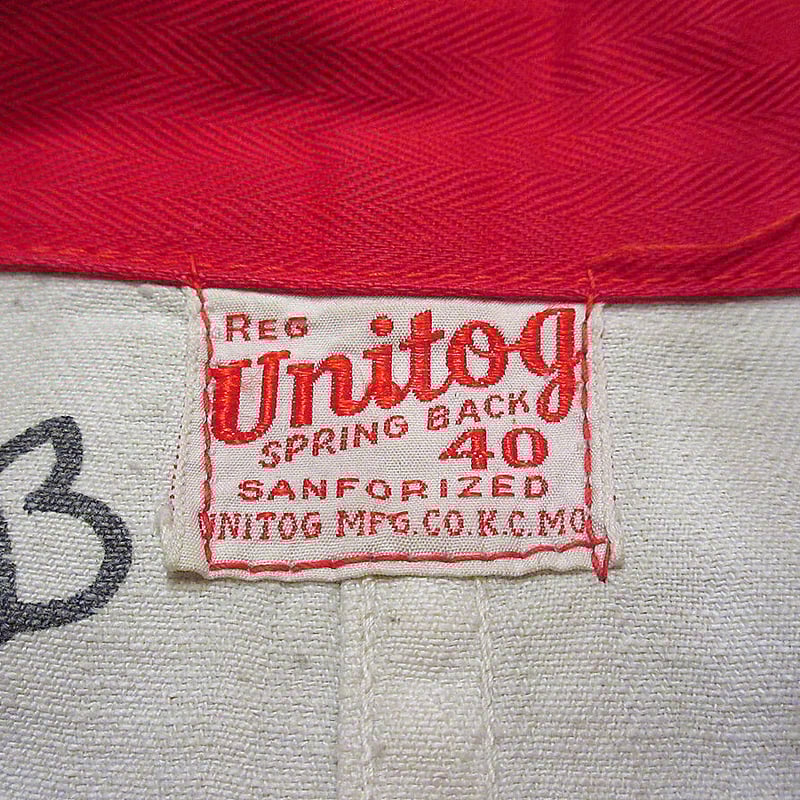 REG
Unitog
SPRING BACK
40
SANFORIZED
UNITOG MFG.CO.K.C.MO
B